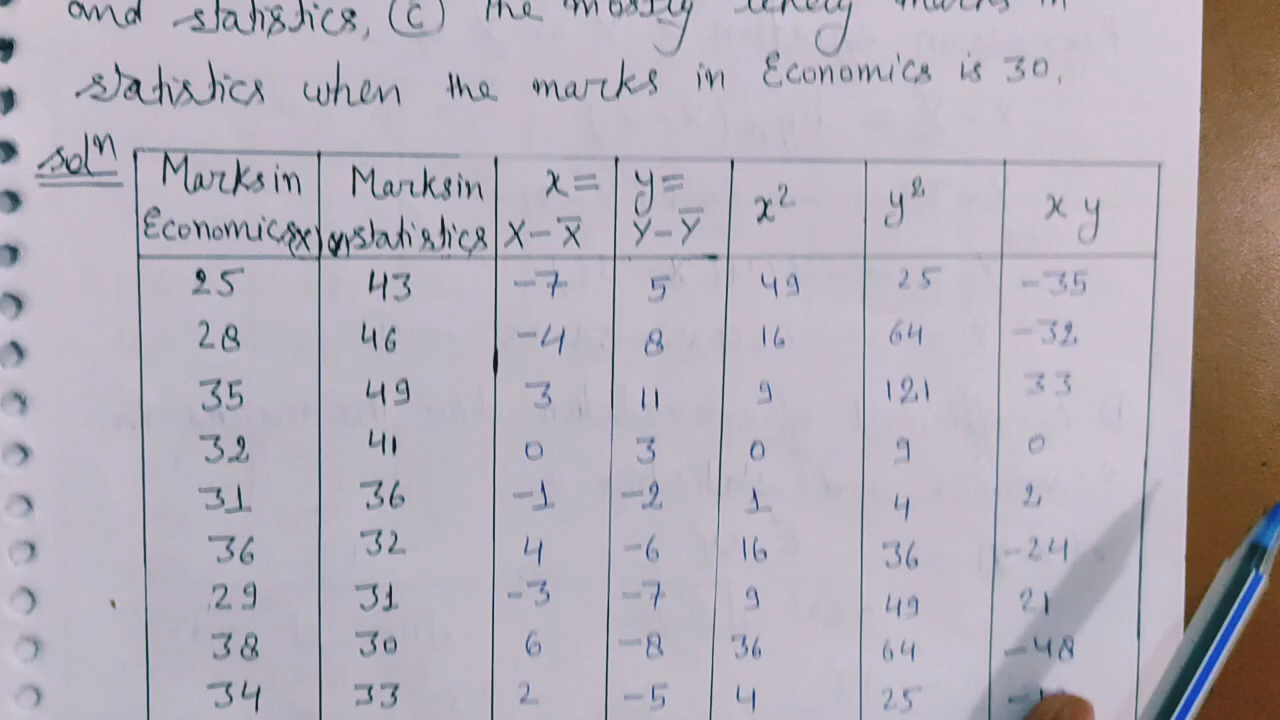 and statistics, (c) the mostly likely marks in
statistics when the marks in Economics is 30.
solⁿ
Marks in Economics(x) Marks in (y)statistics x = X - X̅ y = Y - Y̅ x² y² x y
25 43 -7 5 49 25 -35
28 46 -4 8 16 64 -32
35 49 3 11 9 121 33
32 41 0 3 0 9 0
31 36 -1 -2 1 4 2
36 32 4 -6 16 36 -24
29 31 -3 -7 9 49 21
38 30 6 -8 36 64 -48
34 33 2 -5 4 25